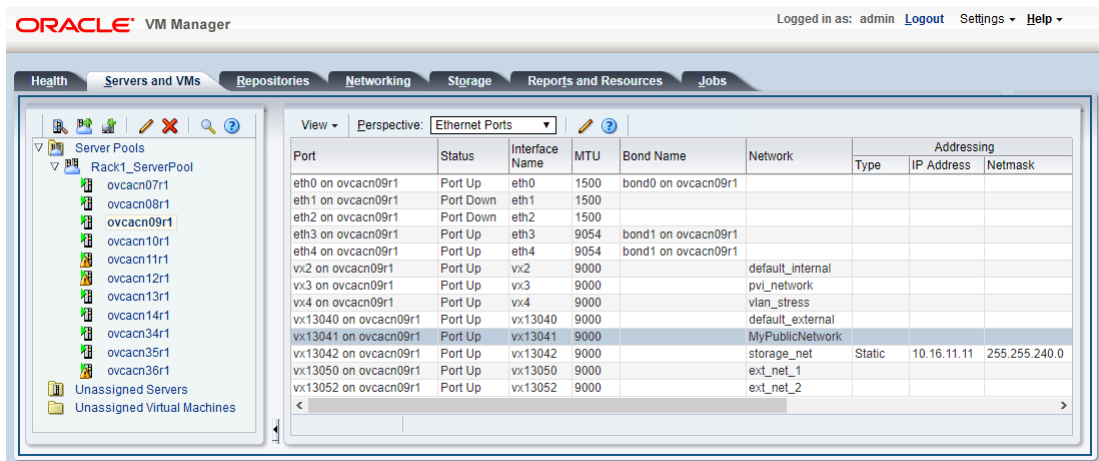 ORACLE VM Manager
Logged in as: admin Logout Settings Help
Health Servers and VMs Repositories Networking Storage Reports and Resources Jobs
Server Pools
Rack1_ServerPool
ovcacn07r1
ovcacn08r1
ovcacn09r1
ovcacn10r1
ovcacn11r1
ovcacn12r1
ovcacn13r1
ovcacn14r1
ovcacn34r1
ovcacn35r1
ovcacn36r1
Unassigned Servers
Unassigned Virtual Machines
View Perspective: Ethernet Ports
Port Status Interface Name MTU Bond Name Network Addressing
Type IP Address Netmask
eth0 on ovcacn09r1 Port Up eth0 1500 bond0 on ovcacn09r1
eth1 on ovcacn09r1 Port Down eth1 1500
eth2 on ovcacn09r1 Port Down eth2 1500
eth3 on ovcacn09r1 Port Up eth3 9054 bond1 on ovcacn09r1
eth4 on ovcacn09r1 Port Up eth4 9054 bond1 on ovcacn09r1
vx2 on ovcacn09r1 Port Up vx2 9000 default_internal
vx3 on ovcacn09r1 Port Up vx3 9000 pvi_network
vx4 on ovcacn09r1 Port Up vx4 9000 vlan_stress
vx13040 on ovcacn09r1 Port Up vx13040 9000 default_external
vx13041 on ovcacn09r1 Port Up vx13041 9000 MyPublicNetwork
vx13042 on ovcacn09r1 Port Up vx13042 9000 storage_net Static 10.16.11.11 255.255.240.0
vx13050 on ovcacn09r1 Port Up vx13050 9000 ext_net_1
vx13052 on ovcacn09r1 Port Up vx13052 9000 ext_net_2